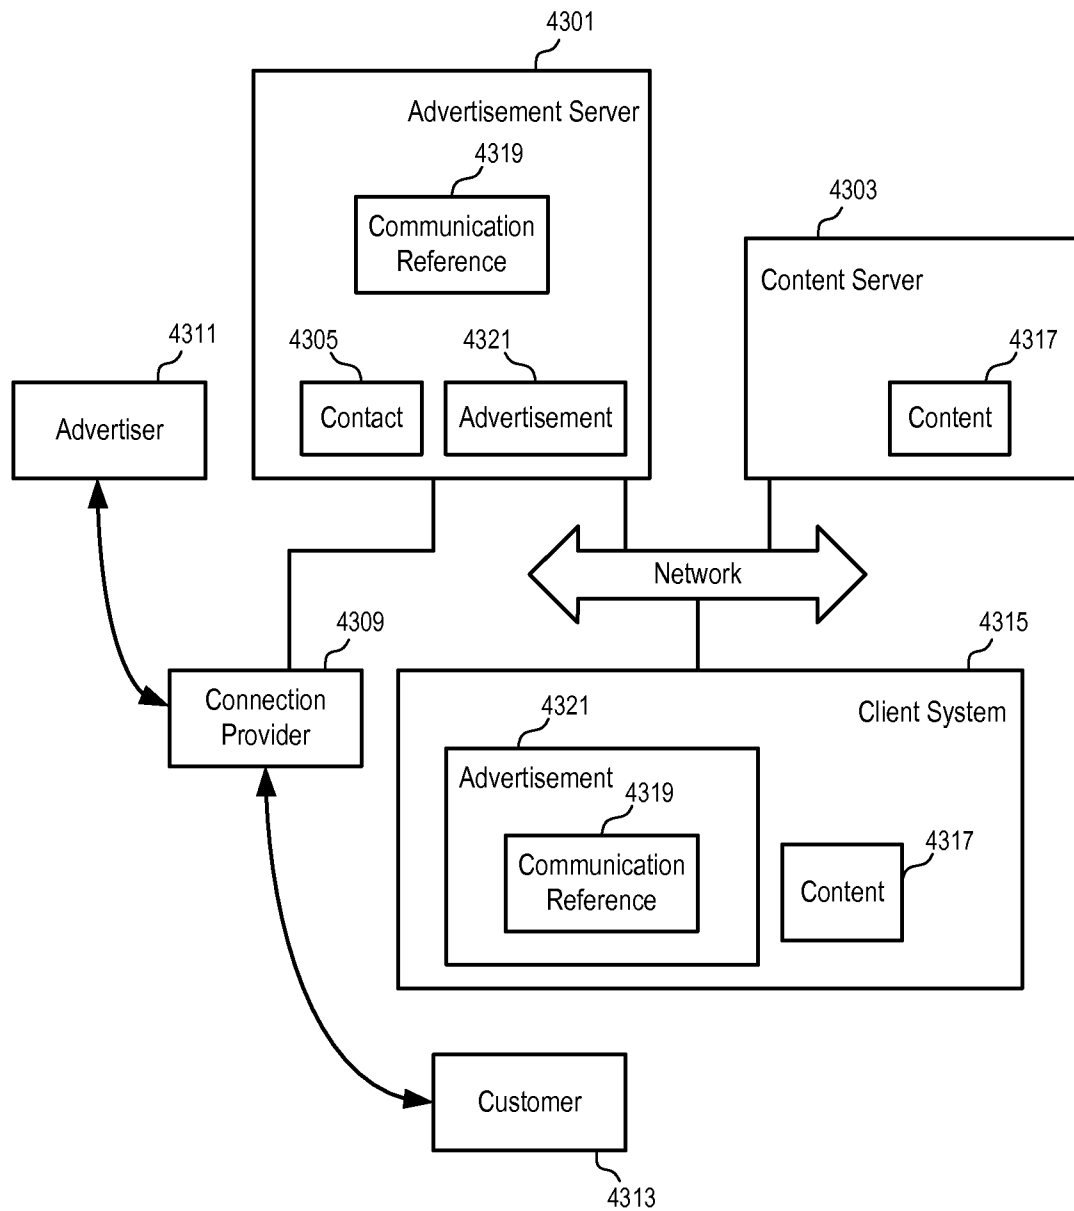 4301
Advertisement Server
4319
Communication
Reference
4303
Content Server
4311
4305
4321
4317
Advertiser
Contact
Advertisement
Content
Network
4309
4315
Connection
Provider
Client System
4321
Advertisement
4319
Communication
Reference
4317
Content
Customer
4313